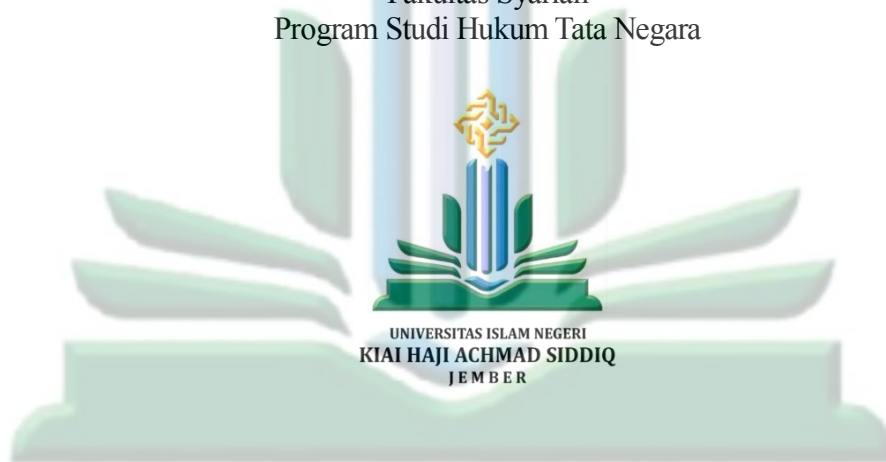 Program Studi Hukum Tata Negara
UNIVERSITAS ISLAM NEGERI
KIAI HAJI ACHMAD SIDDIQ
JEMBER